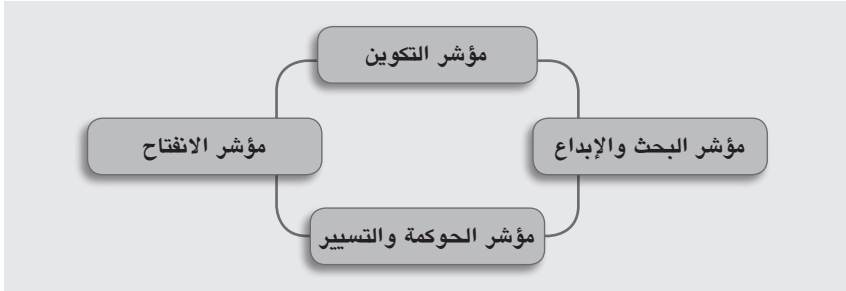 مؤشر التكوين
مؤشر البحث والإبداع
مؤشر الانفتاح
مؤشر الحوكمة والتسيير